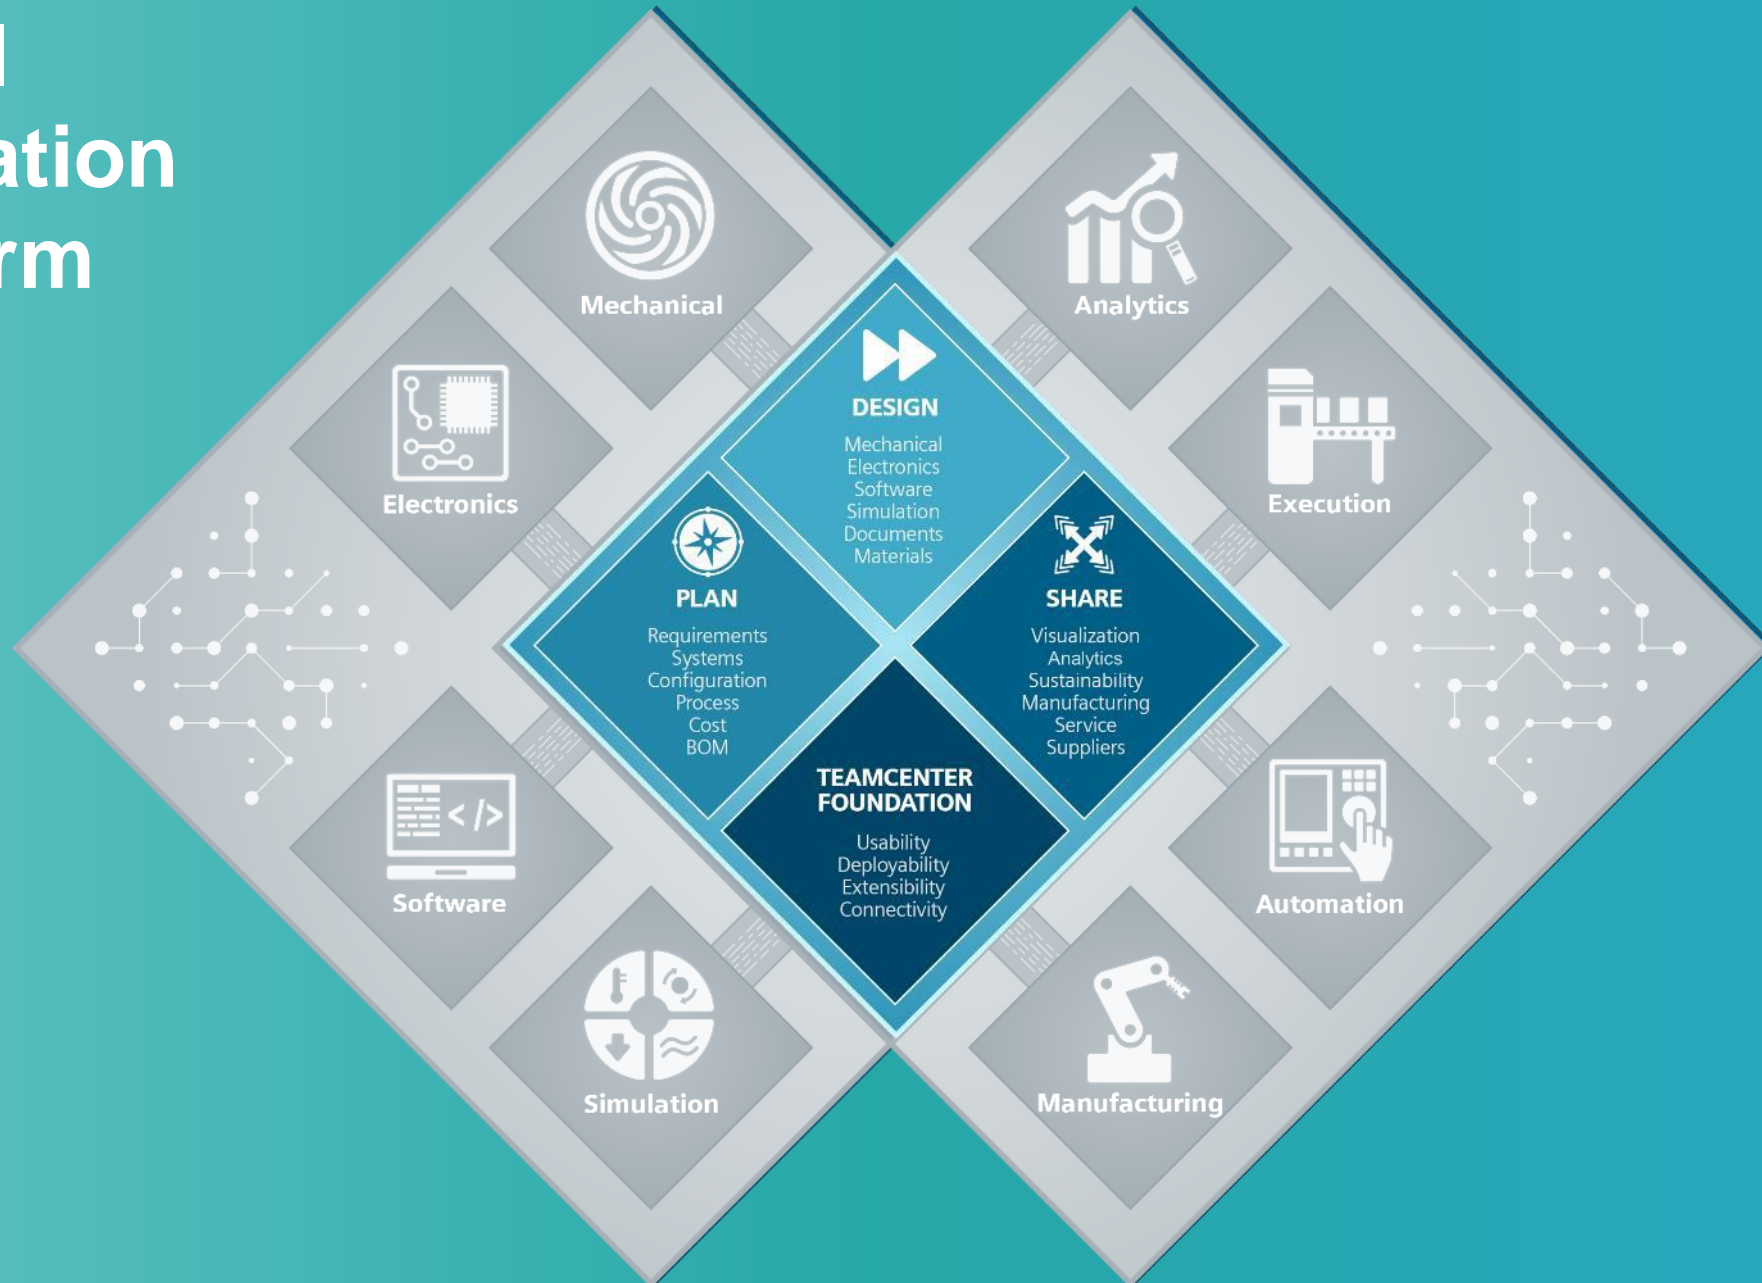 ation
rm
Mechanical
Analytics
Electronics
Execution
DESIGN
Mechanical
Electronics
Software
Simulation
Documents
Materials
PLAN
Requirements
Systems
Configuration
Process
Cost
BOM
SHARE
Visualization
Analytics
Sustainability
Manufacturing
Service
Suppliers
TEAMCENTER
FOUNDATION
Usability
Deployability
Extensibility
Connectivity
Software
</>
Automation
Simulation
Manufacturing